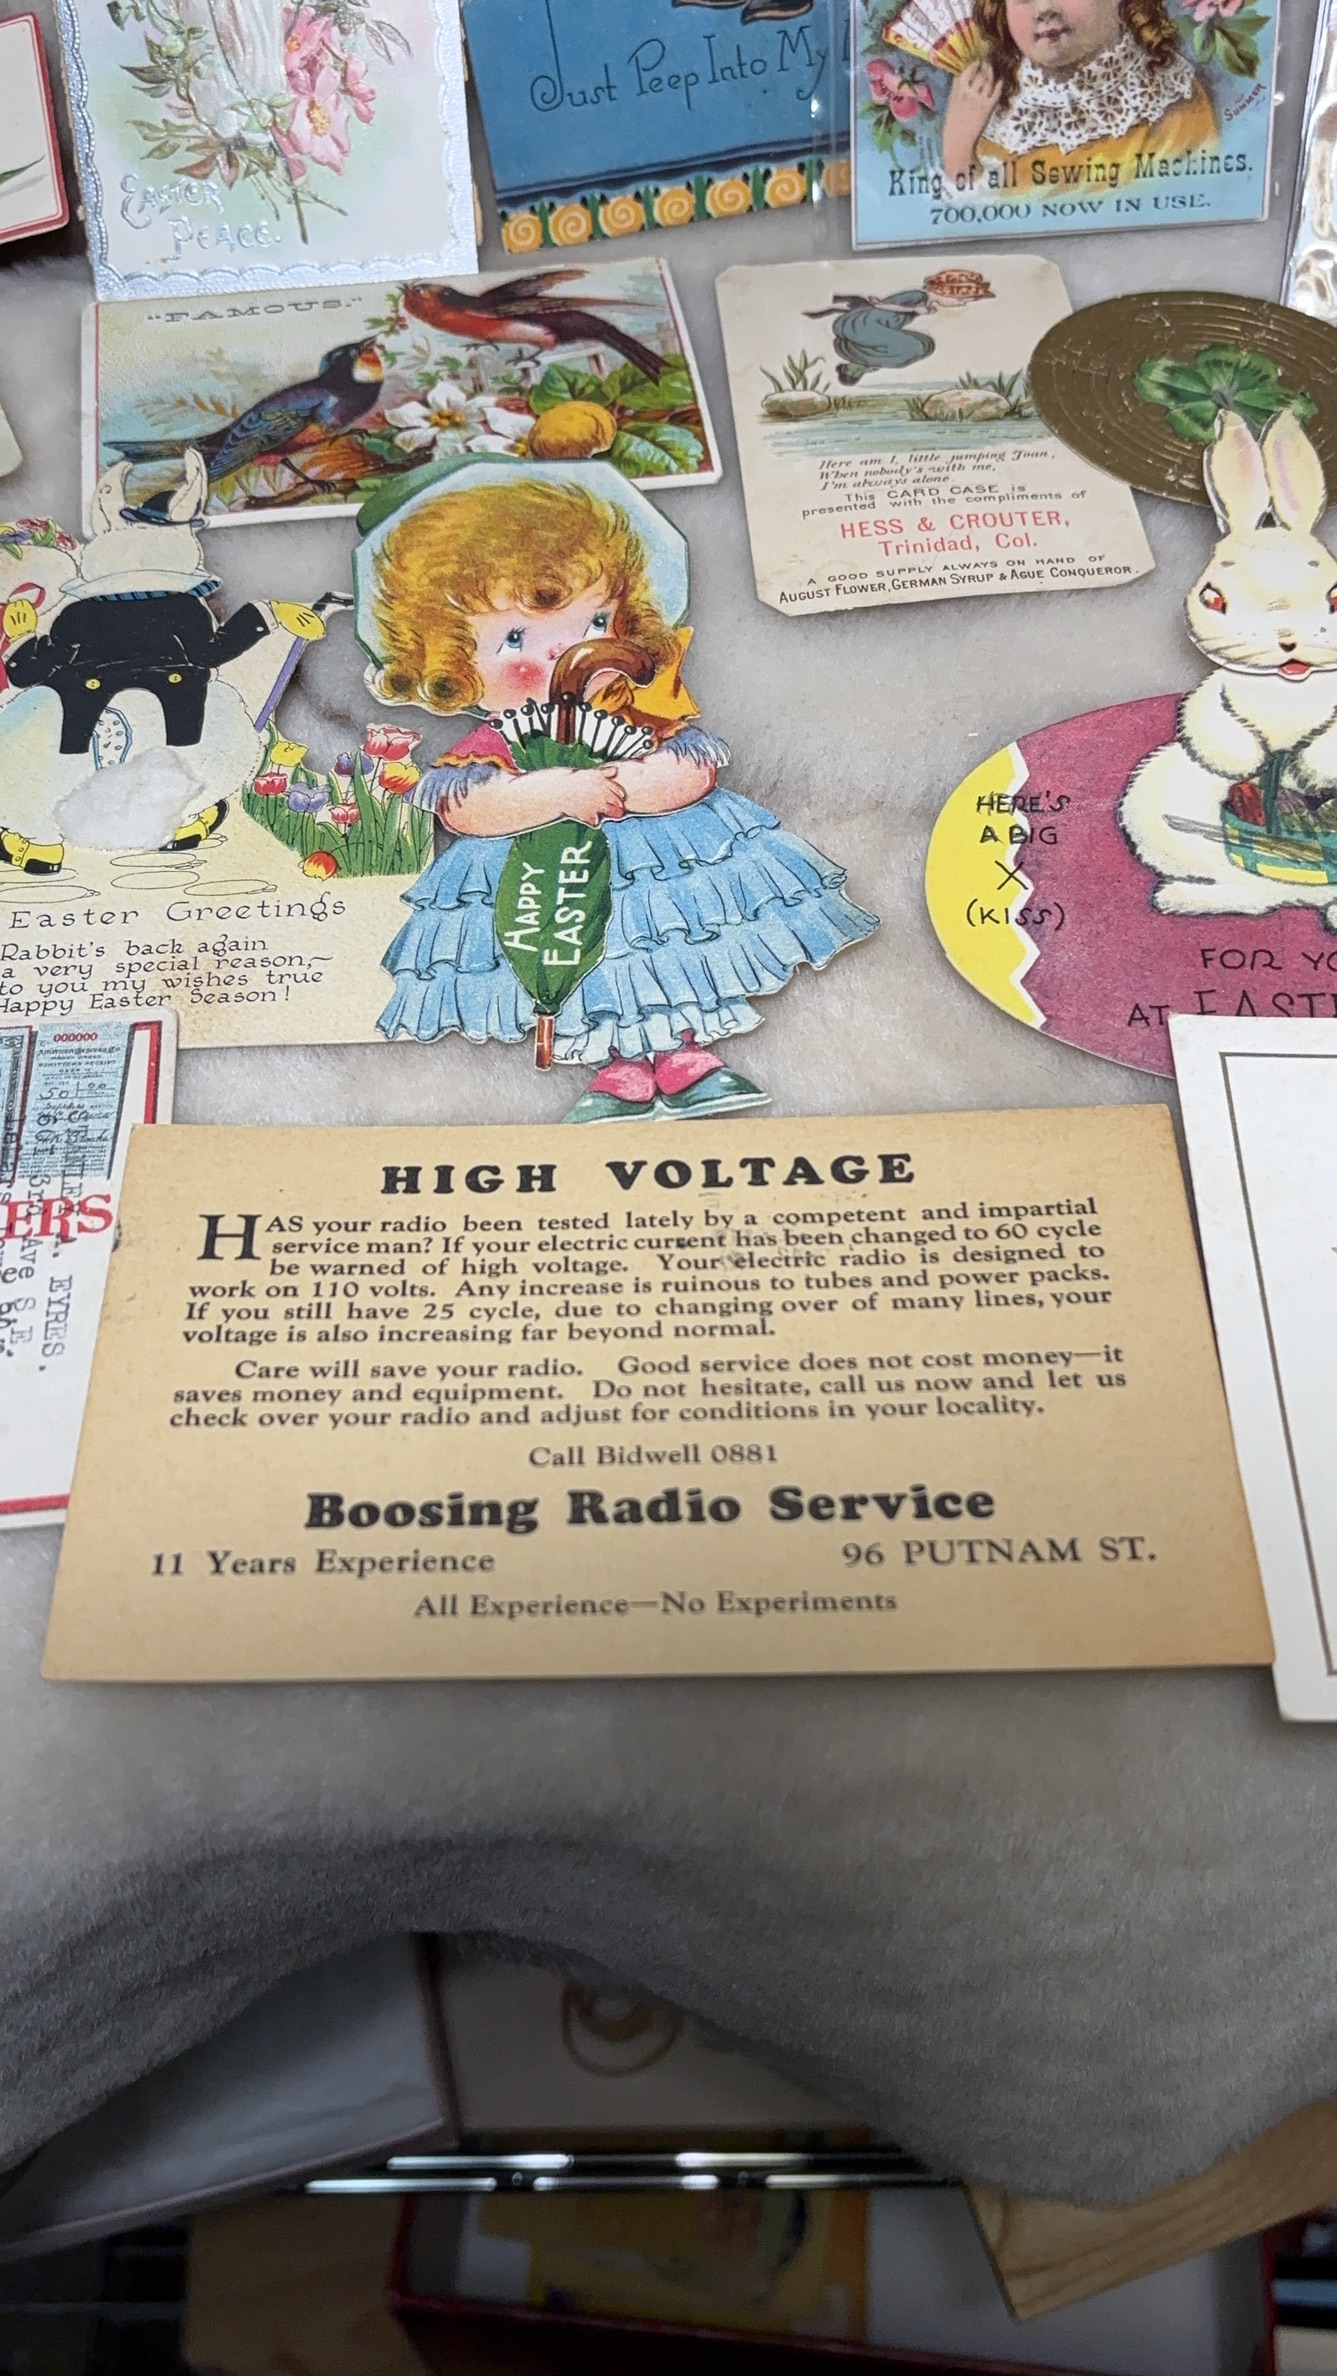 EASTER
PEACE.
Just Peep Into My
SUMMER
King of all Sewing Machines.
700,000 NOW IN USE.
"FAMOUS."
Here am I, little jumping Joan,
When nobody's with me,
I'm always alone.
This CARD CASE is
presented with the compliments of
HESS & CROUTER,
Trinidad, Col.
A GOOD SUPPLY ALWAYS ON HAND OF
AUGUST FLOWER, GERMAN SYRUP & AGUE CONQUEROR.
HAPPY
EASTER
HERE'S
A BIG
X
(KISS)
FOR YO
AT EAST
Easter Greetings
Rabbit's back again
a very special reason,—
to you my wishes true
Happy Easter Season!
000000
50 00
ERS
Ave S.E.
EYRES.
HIGH VOLTAGE
HAS your radio been tested lately by a competent and impartial
service man? If your electric current has been changed to 60 cycle
be warned of high voltage. Your electric radio is designed to
work on 110 volts. Any increase is ruinous to tubes and power packs.
If you still have 25 cycle, due to changing over of many lines, your
voltage is also increasing far beyond normal.
Care will save your radio. Good service does not cost money—it
saves money and equipment. Do not hesitate, call us now and let us
check over your radio and adjust for conditions in your locality.
Call Bidwell 0881
Boosing Radio Service
11 Years Experience 96 PUTNAM ST.
All Experience—No Experiments